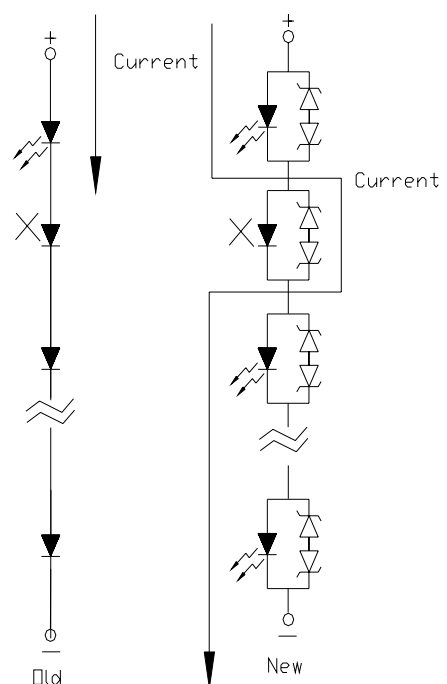 +
+
Current
Current
X
X
—
—
Old
New